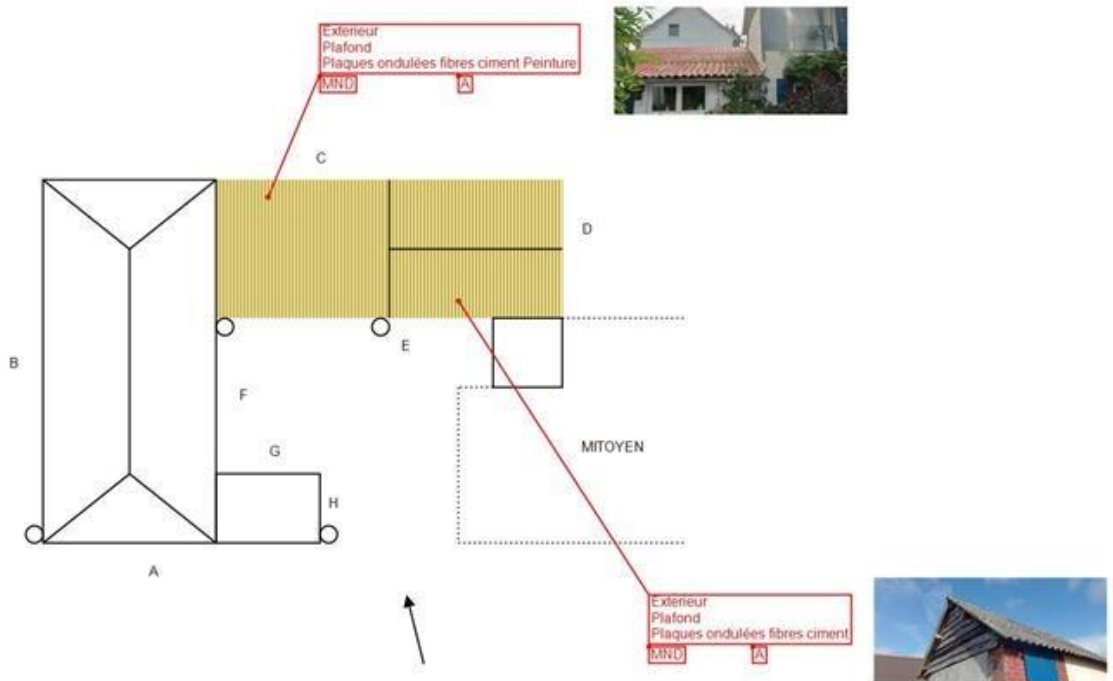 Extérieur
Plafond
Plaques ondulées fibres ciment Peinture
MND A
C
D
E
B
F
G
MITOYEN
H
A
Extérieur
Plafond
Plaques ondulées fibres ciment
MND A